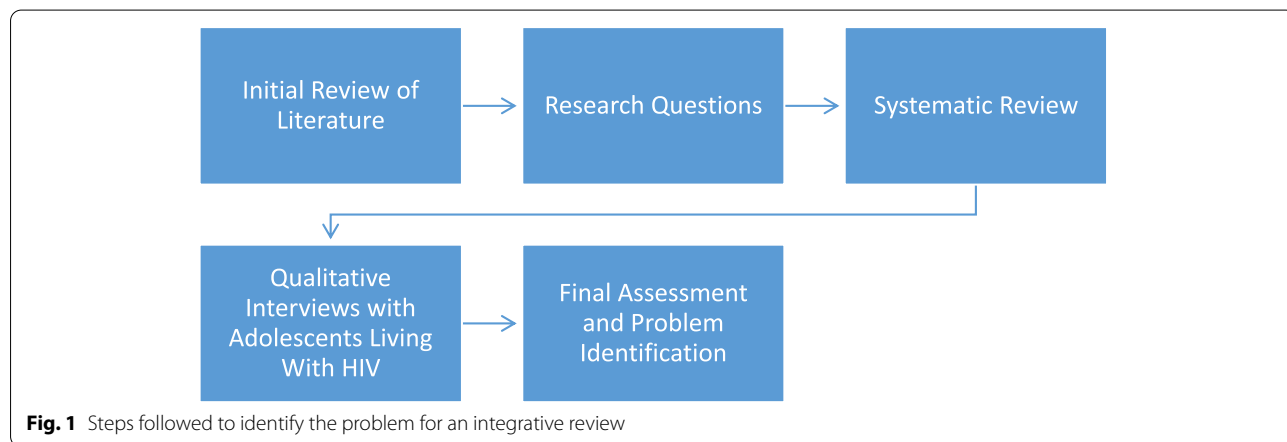 Initial Review of
Literature
Research Questions
Systematic Review
Qualitative
Interviews with
Adolescents Living
With HIV
Final Assessment
and Problem
Identification
Fig. 1 Steps followed to identify the problem for an integrative review